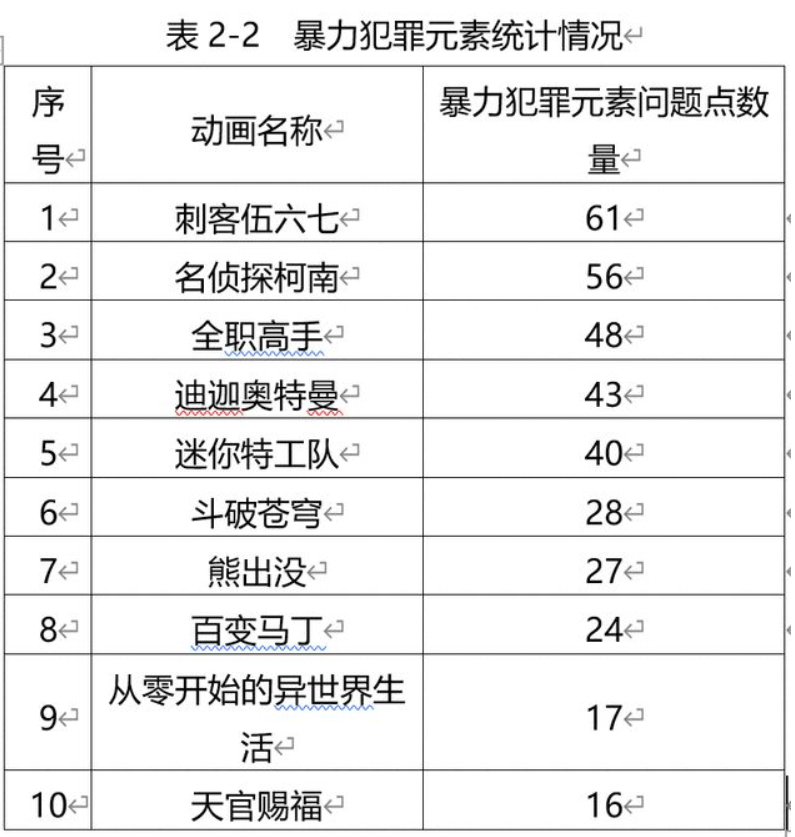 表 2-2 暴力犯罪元素统计情况
序号 动画名称 暴力犯罪元素问题点数量
1 刺客伍六七 61
2 名侦探柯南 56
3 全职高手 48
4 迪迦奥特曼 43
5 迷你特工队 40
6 斗破苍穹 28
7 熊出没 27
8 百变马丁 24
9 从零开始的异世界生活 17
10 天官赐福 16